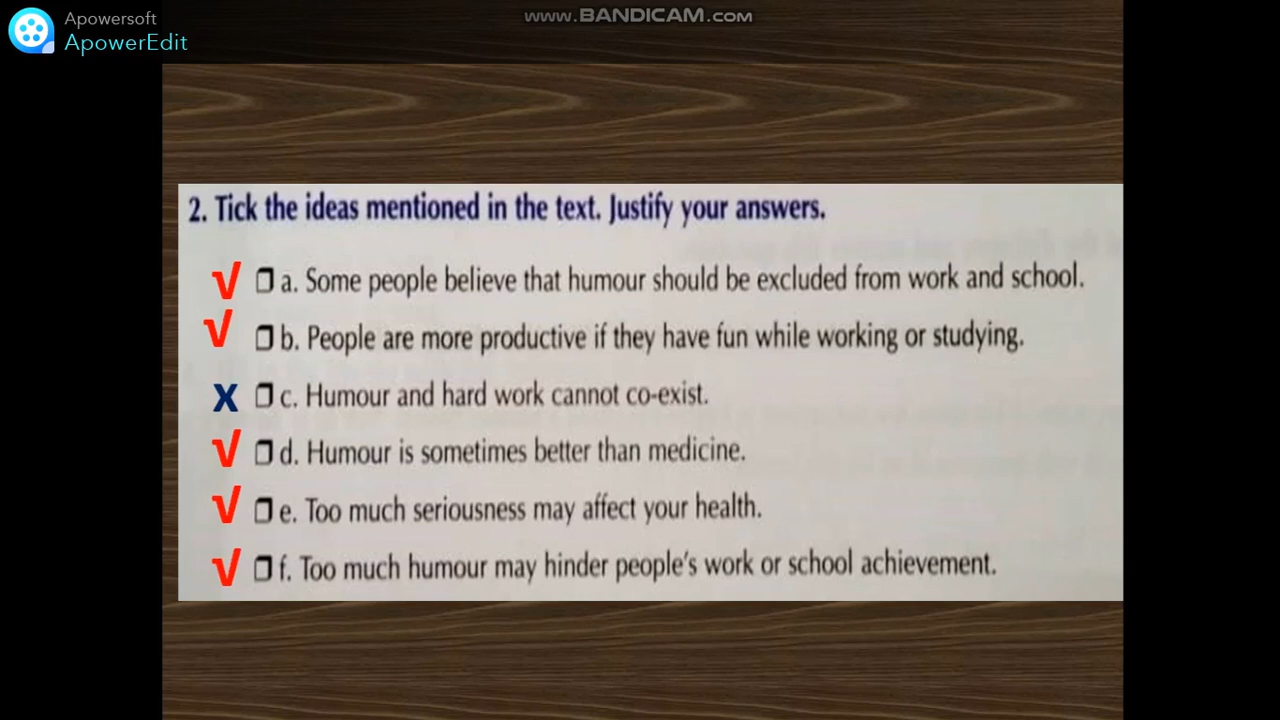 Apowersoft
ApowerEdit
www.BANDICAM.com
2. Tick the ideas mentioned in the text. Justify your answers.
√ ❒ a. Some people believe that humour should be excluded from work and school.
√ ❒ b. People are more productive if they have fun while working or studying.
X ❒ c. Humour and hard work cannot co-exist.
√ ❒ d. Humour is sometimes better than medicine.
√ ❒ e. Too much seriousness may affect your health.
√ ❒ f. Too much humour may hinder people's work or school achievement.